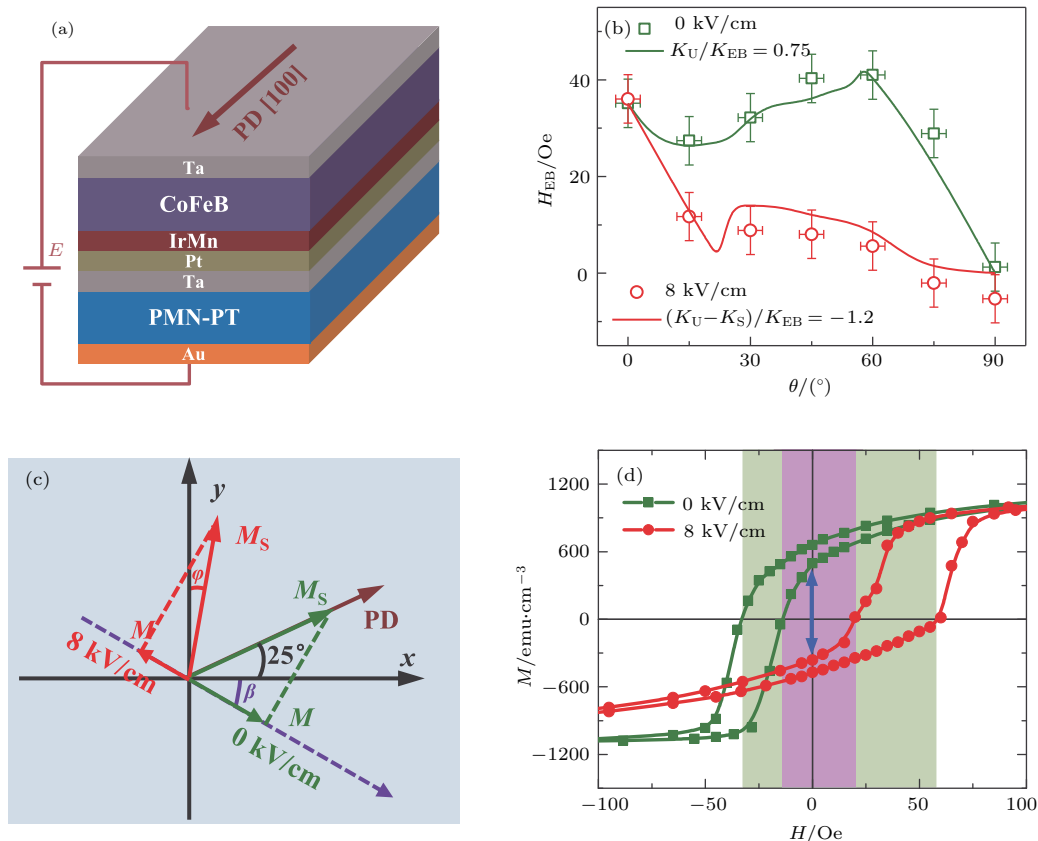 (a)
PD [100]
Ta
CoFeB
IrMn
Pt
Ta
PMN-PT
Au
E
(b)
0 kV/cm
K_U/K_EB = 0.75
H_EB/Oe
40
20
0
8 kV/cm
(K_U−K_S)/K_EB = −1.2
0
30
60
90
θ/(°)
(c)
y
M_S
φ
M_S
PD
M
25°
x
8 kV/cm
β
M
0 kV/cm
(d)
0 kV/cm
8 kV/cm
M/emu·cm⁻³
1200
600
0
−600
−1200
−100
−50
0
50
100
H/Oe